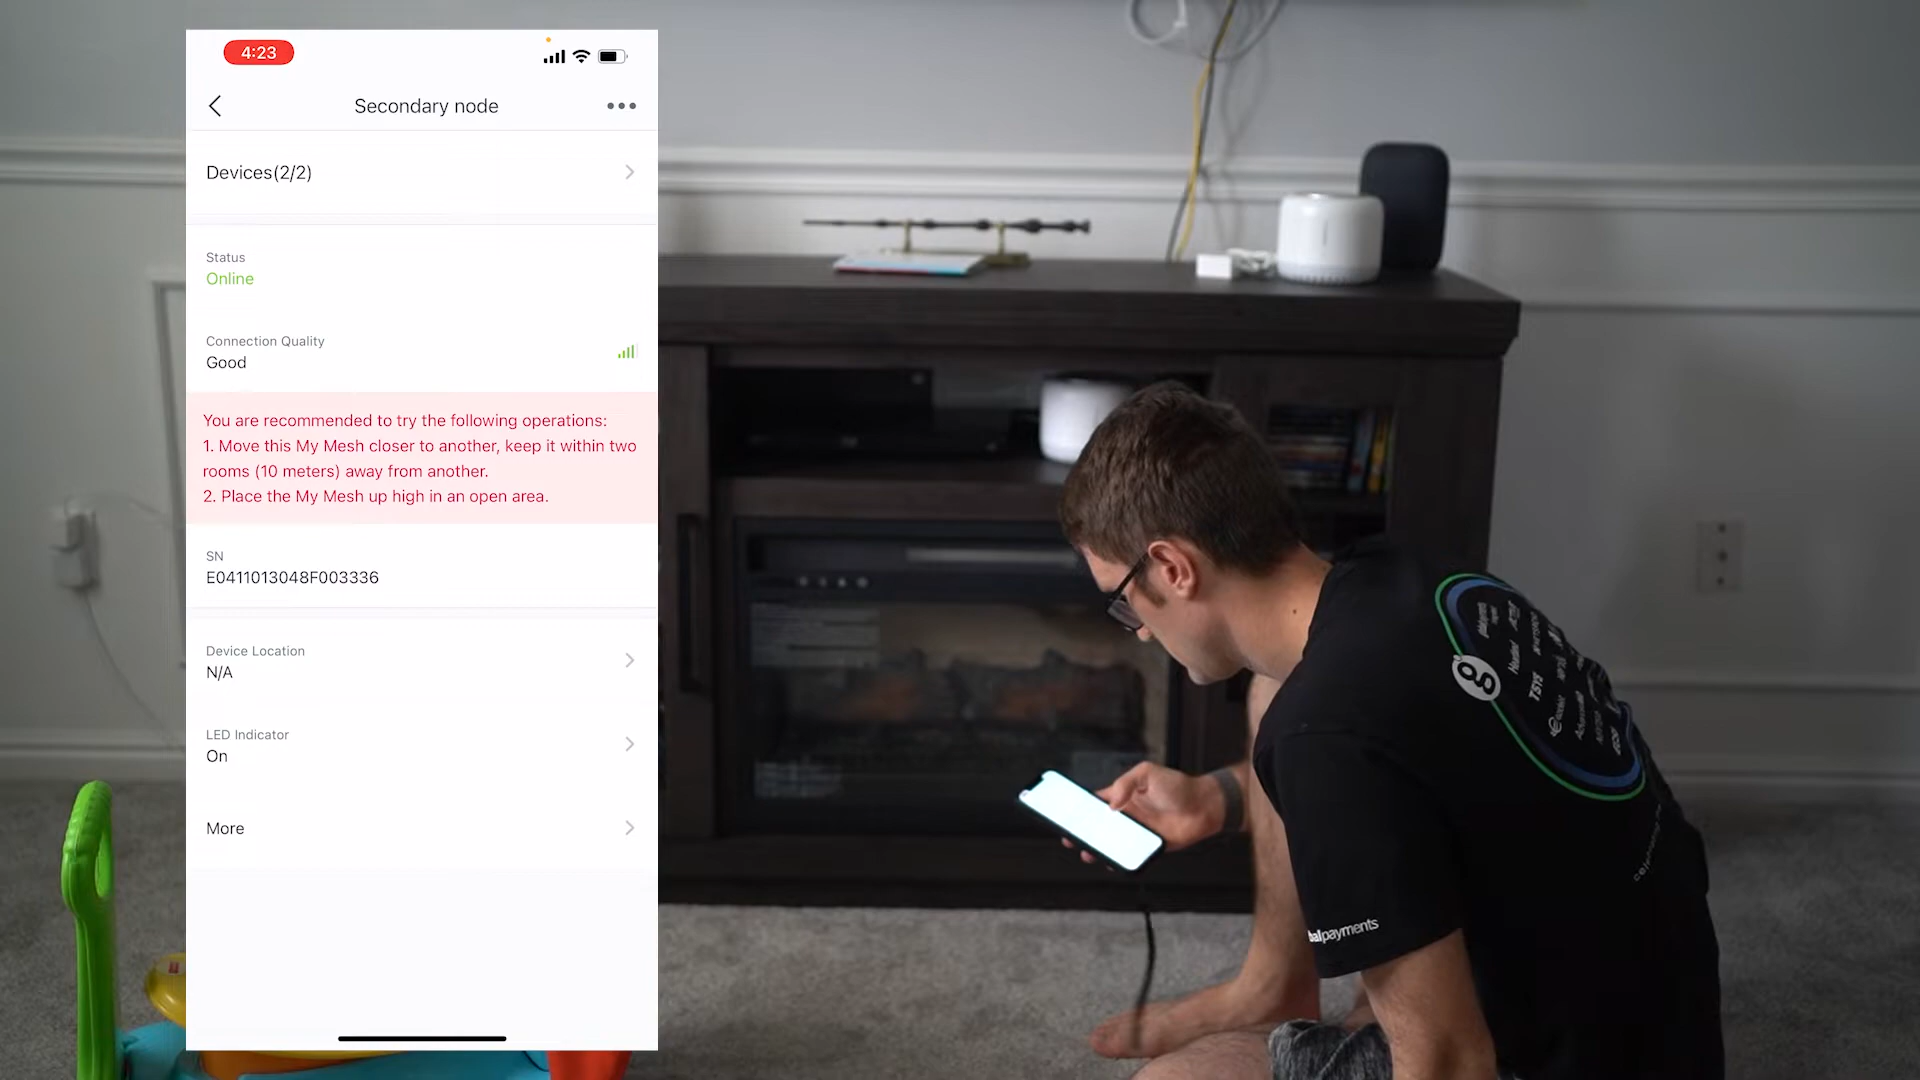 4:23
Secondary node
Devices(2/2)
Status
Online
Connection Quality
Good
You are recommended to try the following operations:
1. Move this My Mesh closer to another, keep it within two
rooms (10 meters) away from another.
2. Place the My Mesh up high in an open area.
SN
E0411013048F003336
Device Location
N/A
LED Indicator
On
More
g
TSYS
balpayments